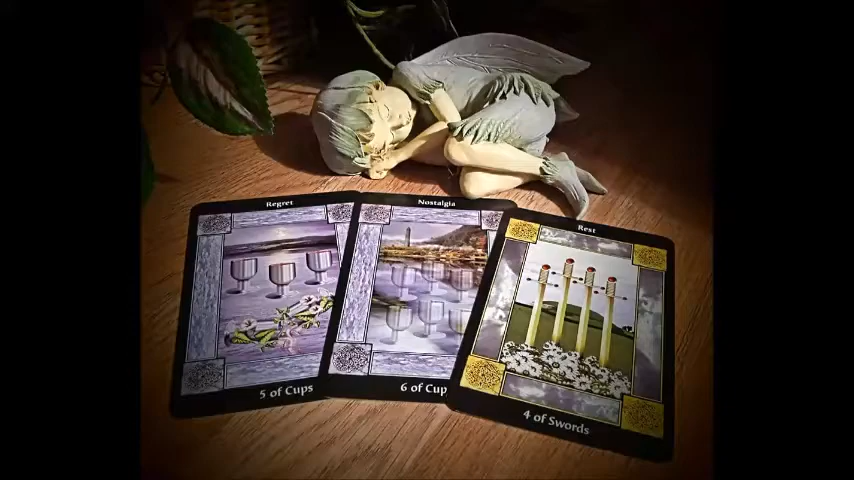 Regret
Nostalgia
Rest
5 of Cups
6 of Cup
4 of Swords